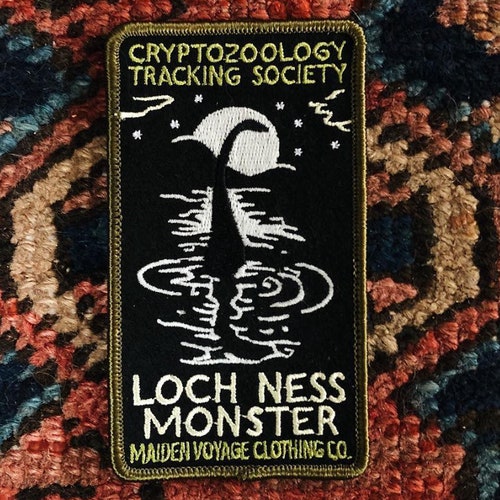 CRYPTOZOOLOGY
TRACKING SOCIETY
LOCH NESS
MONSTER
MAIDEN VOYAGE CLOTHING CO.